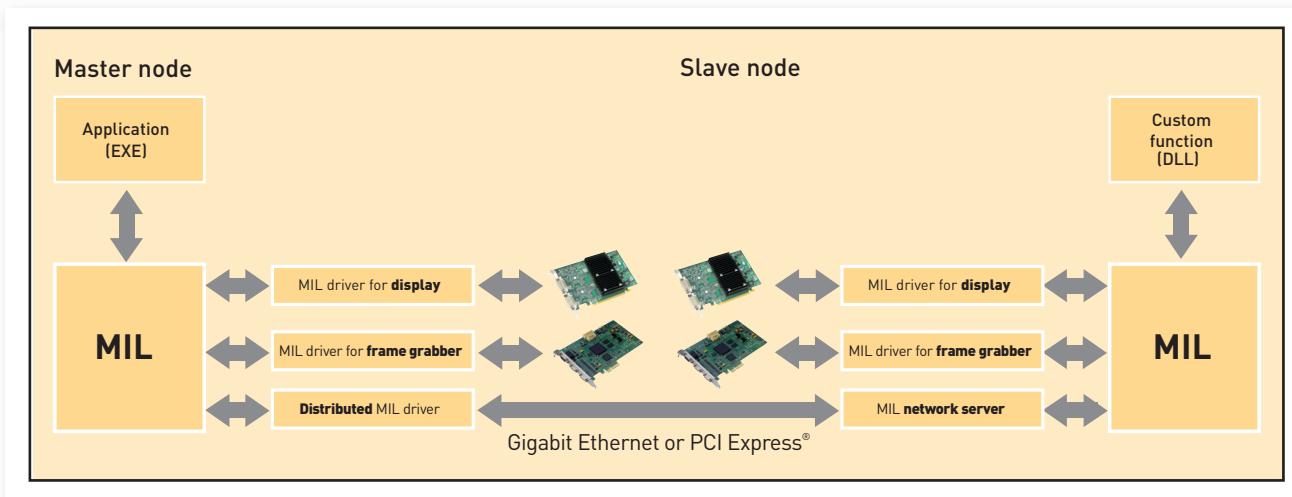 Master node
Slave node
Application
(EXE)
Custom
function
(DLL)
MIL driver for display
MIL driver for display
MIL
MIL driver for frame grabber
MIL driver for frame grabber
MIL
Distributed MIL driver
MIL network server
Gigabit Ethernet or PCI Express®